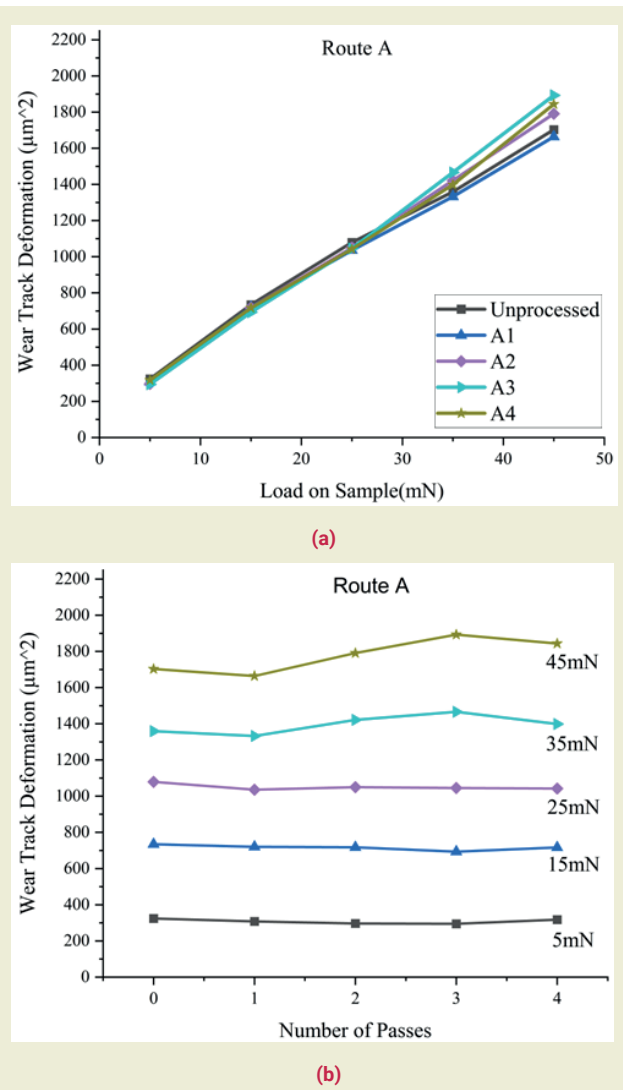 Route A
Wear Track Deformation (µm^2)
2200
2000
1800
1600
1400
1200
1000
800
600
400
200
0
0 10 20 30 40 50
Load on Sample(mN)
Unprocessed
A1
A2
A3
A4
(a)
Route A
Wear Track Deformation (µm^2)
2200
2000
1800
1600
1400
1200
1000
800
600
400
200
0
45mN
35mN
25mN
15mN
5mN
0 1 2 3 4
Number of Passes
(b)